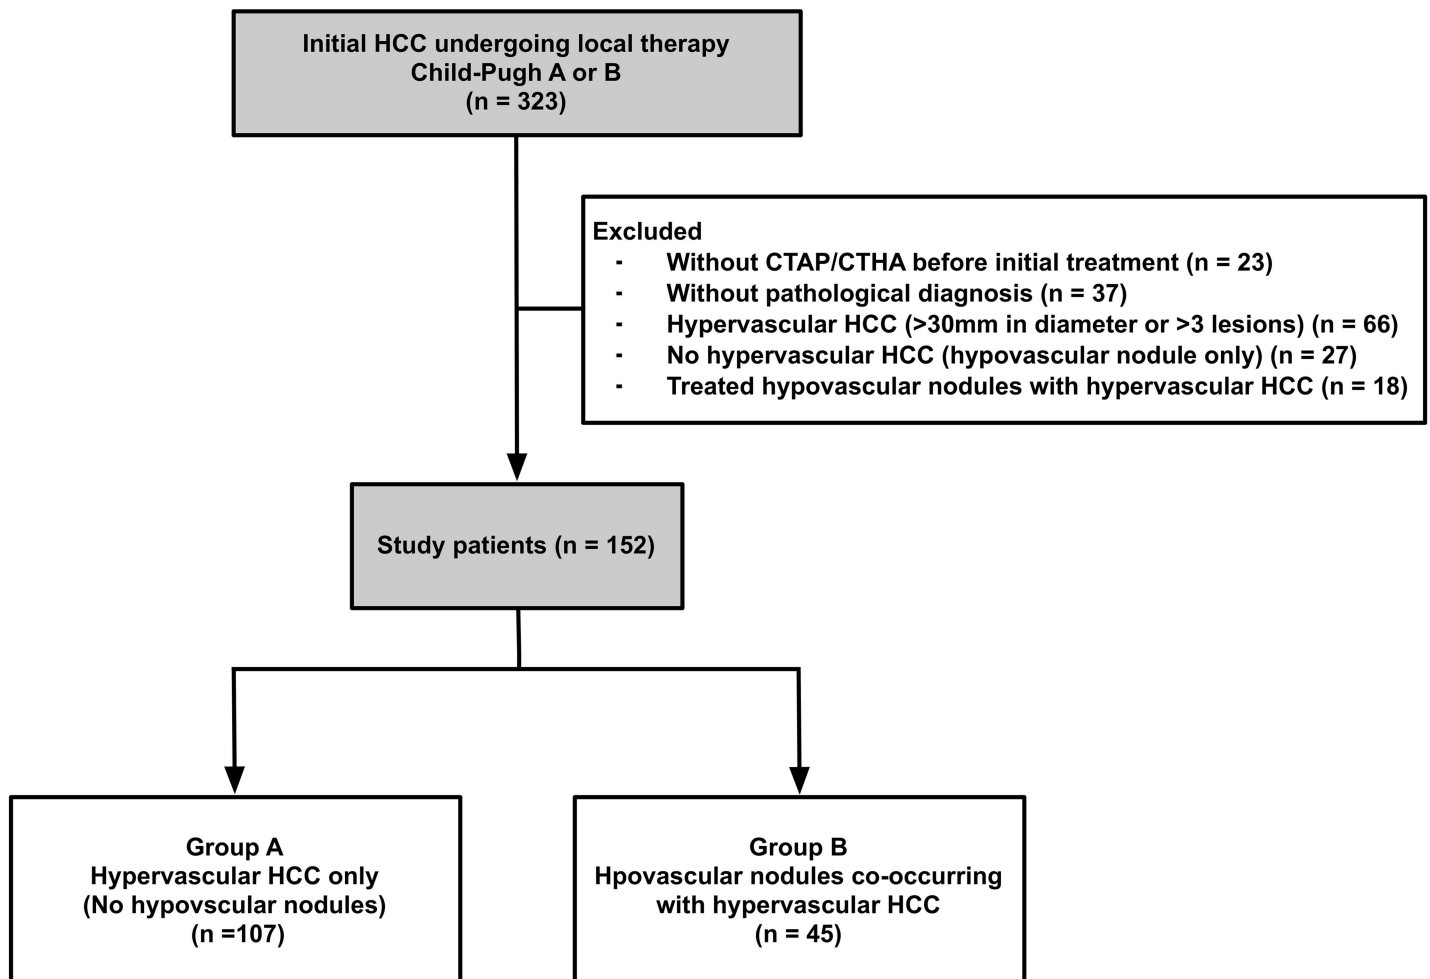 Initial HCC undergoing local therapy
Child-Pugh A or B
(n = 323)
Excluded
- Without CTAP/CTHA before initial treatment (n = 23)
- Without pathological diagnosis (n = 37)
- Hypervascular HCC (>30mm in diameter or >3 lesions) (n = 66)
- No hypervascular HCC (hypovascular nodule only) (n = 27)
- Treated hypovascular nodules with hypervascular HCC (n = 18)
Study patients (n = 152)
Group A
Hypervascular HCC only
(No hypovscular nodules)
(n =107)
Group B
Hpovascular nodules co-occurring
with hypervascular HCC
(n = 45)